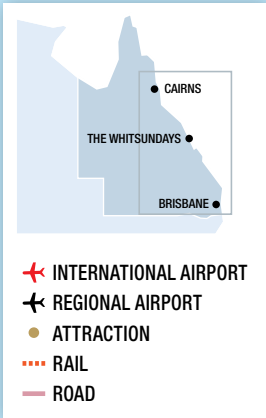 CAIRNS
THE WHITSUNDAYS
BRISBANE
INTERNATIONAL AIRPORT
REGIONAL AIRPORT
ATTRACTION
RAIL
ROAD